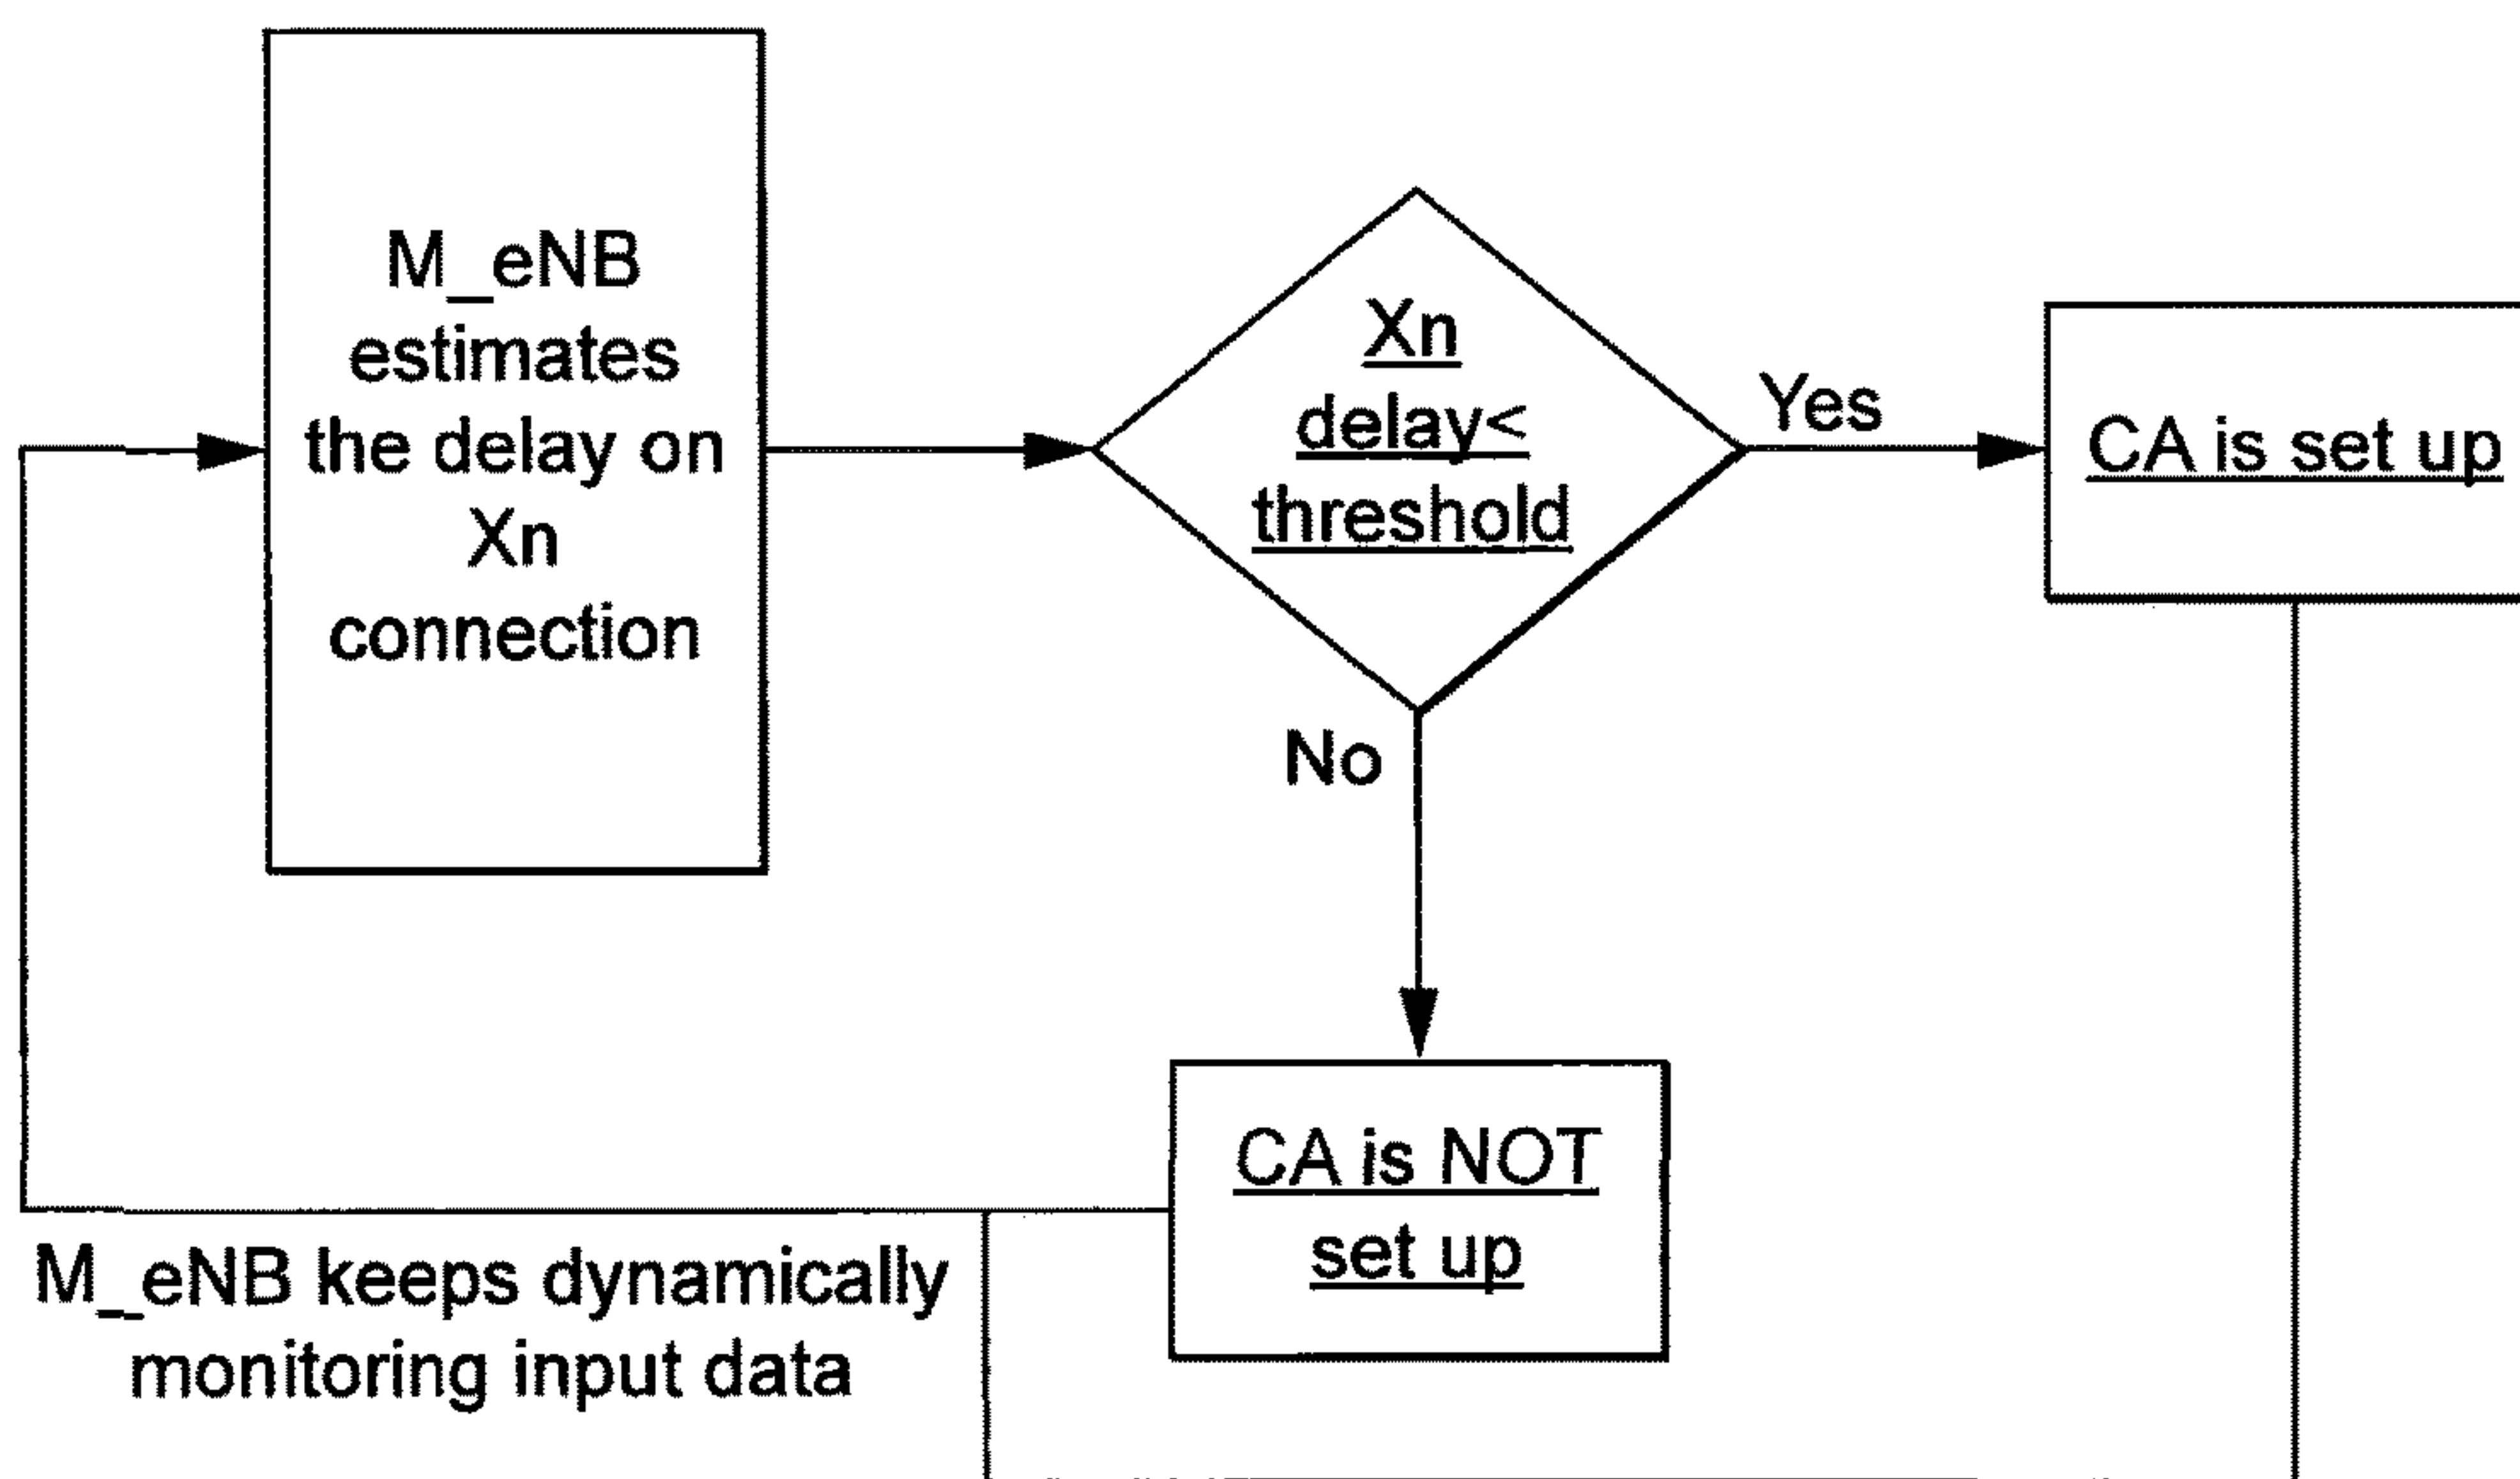 M_eNB
estimates
the delay on
Xn
connection
Xn
delay<
threshold
Yes
CA is set up
No
CA is NOT
set up
M_eNB keeps dynamically
monitoring input data